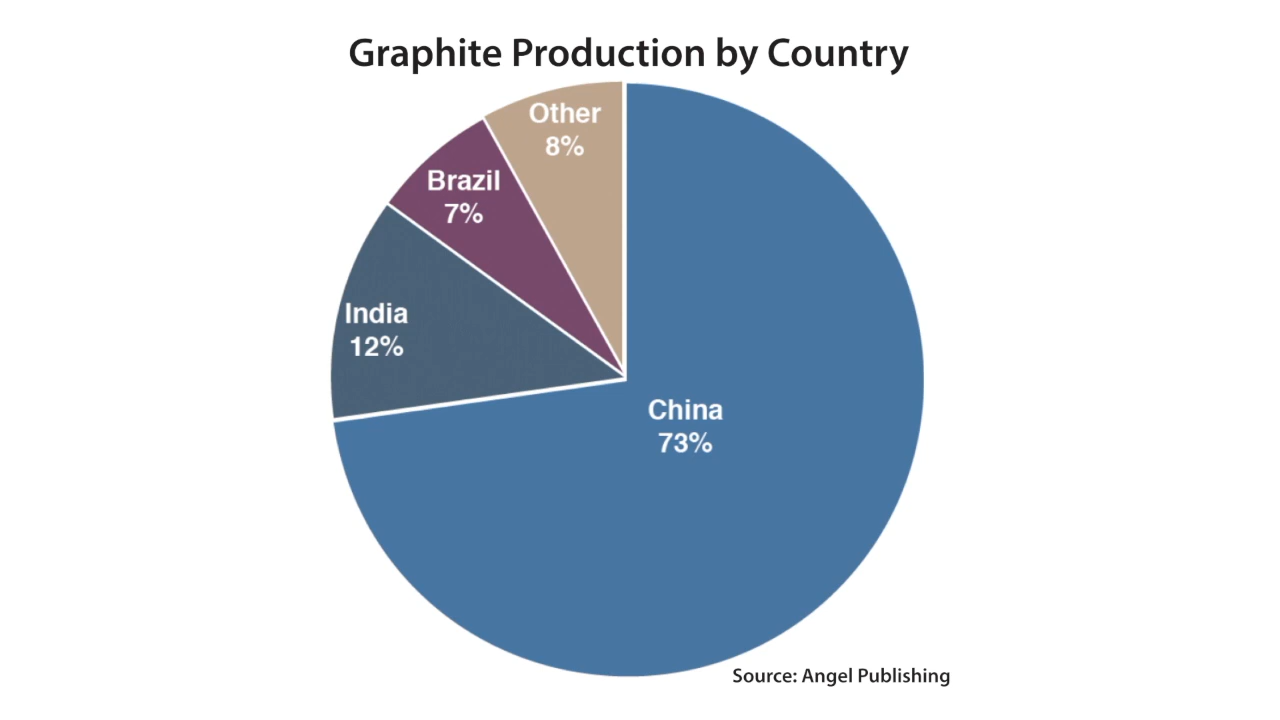 Graphite Production by Country
Other
8%
Brazil
7%
India
12%
China
73%
Source: Angel Publishing